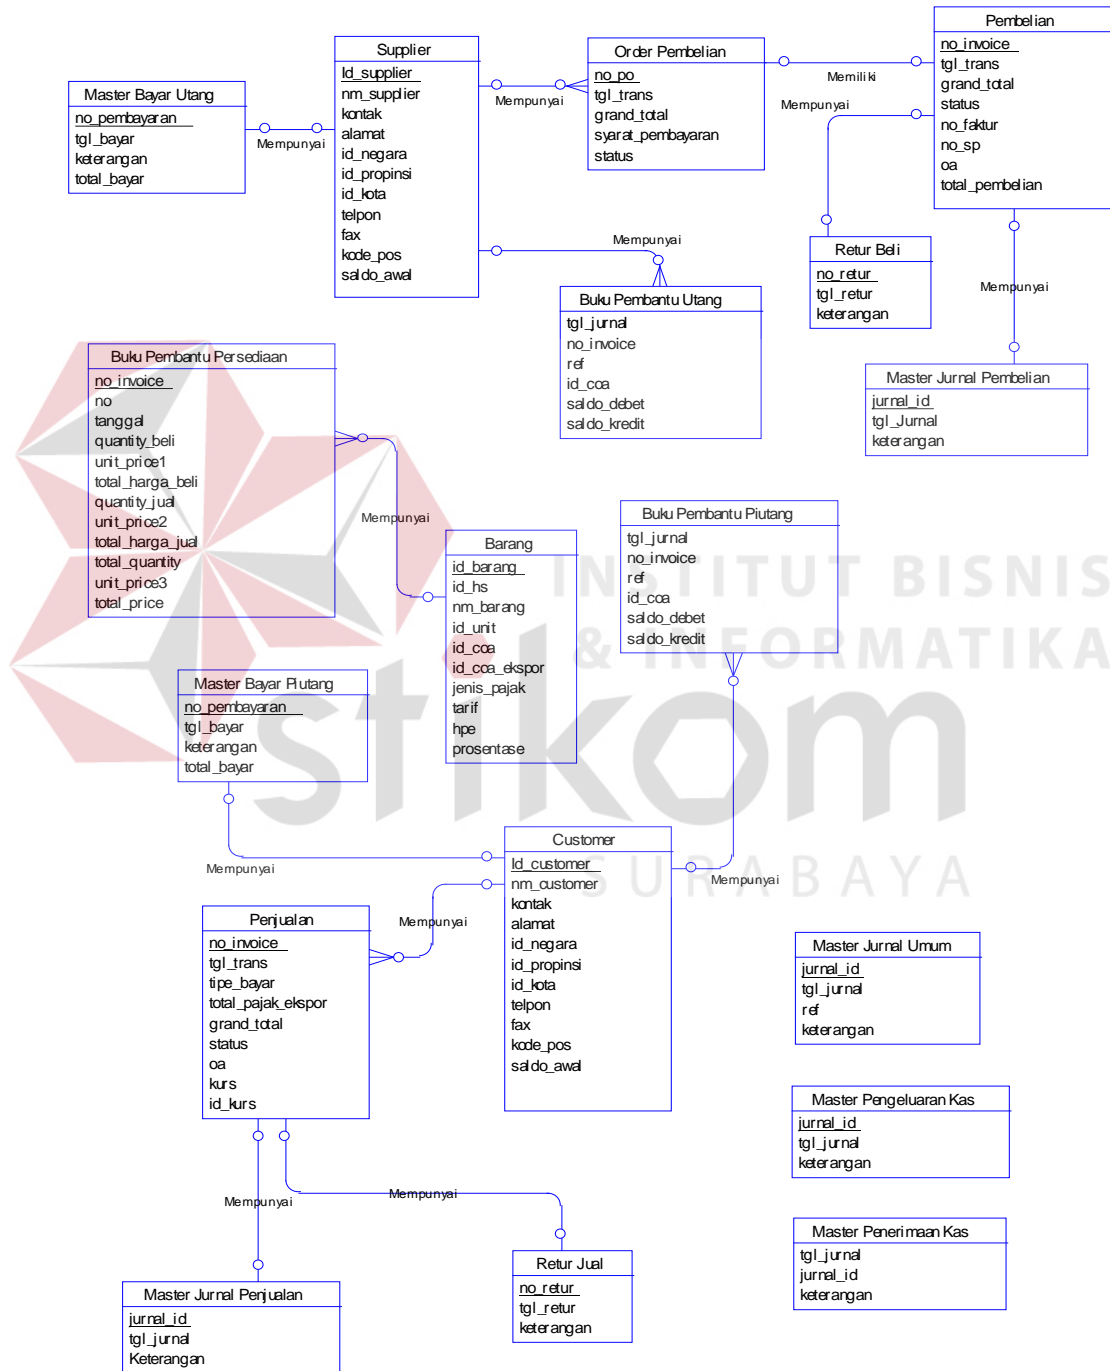 Pembelian
no_invoice
tgl_trans
grand_total
status
no_faktur
no_sp
oa
total_pembelian
Supplier
Id_supplier
nm_supplier
kontak
alamat
id_negara
id_propinsi
id_kota
telpon
fax
kode_pos
saldo_awal
Order Pembelian
no_po
tgl_trans
grand_total
syarat_pembayaran
status
Memiliki
Mempunyai
Mempunyai
Master Bayar Utang
no_pembayaran
tgl_bayar
keterangan
total_bayar
Mempunyai
Mempunyai
Retur Beli
no_retur
tgl_retur
keterangan
Mempunyai
Buku Pembantu Utang
tgl_jurnal
no_invoice
ref
id_coa
saldo_debet
saldo_kredit
Master Jurnal Pembelian
jurnal_id
tgl_Jurnal
keterangan
Buku Pembantu Persediaan
no_invoice
no
tanggal
quantity_beli
unit_price1
total_harga_beli
quantity_jual
unit_price2
total_harga_jual
total_quantity
unit_price3
total_price
Mempunyai
Barang
id_barang
id_hs
nm_barang
id_unit
id_coa
id_coa_ekspor
jenis_pajak
tarif
hpe
prosentase
Buku Pembantu Piutang
tgl_jurnal
no_invoice
ref
id_coa
saldo_debet
saldo_kredit
INSTITUT BISNIS
& INFORMATIKA
stikom
SURABAYA
Master Bayar Piutang
no_pembayaran
tgl_bayar
keterangan
total_bayar
Mempunyai
Customer
Id_customer
nm_customer
kontak
alamat
id_negara
id_propinsi
id_kota
telpon
fax
kode_pos
saldo_awal
Mempunyai
Mempunyai
Penjualan
no_invoice
tgl_trans
tipe_bayar
total_pajak_ekspor
grand_total
status
oa
kurs
id_kurs
Master Jurnal Umum
jurnal_id
tgl_jurnal
ref
keterangan
Master Pengeluaran Kas
jurnal_id
tgl_jurnal
keterangan
Mempunyai
Mempunyai
Master Penerimaan Kas
tgl_jurnal
jurnal_id
keterangan
Retur Jual
no_retur
tgl_retur
keterangan
Master Jurnal Penjualan
jurnal_id
tgl_jurnal
Keterangan